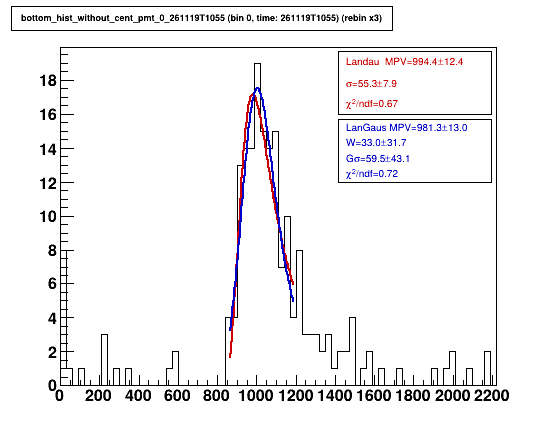 bottom_hist_without_cent_pmt_0_261119T1055 (bin 0, time: 261119T1055) (rebin x3)
Landau MPV=994.4±12.4
σ=55.3±7.9
χ²/ndf=0.67
LanGaus MPV=981.3±13.0
W=33.0±31.7
Gσ=59.5±43.1
χ²/ndf=0.72
18
16
14
12
10
8
6
4
2
0
0 200 400 600 800 1000 1200 1400 1600 1800 2000 2200